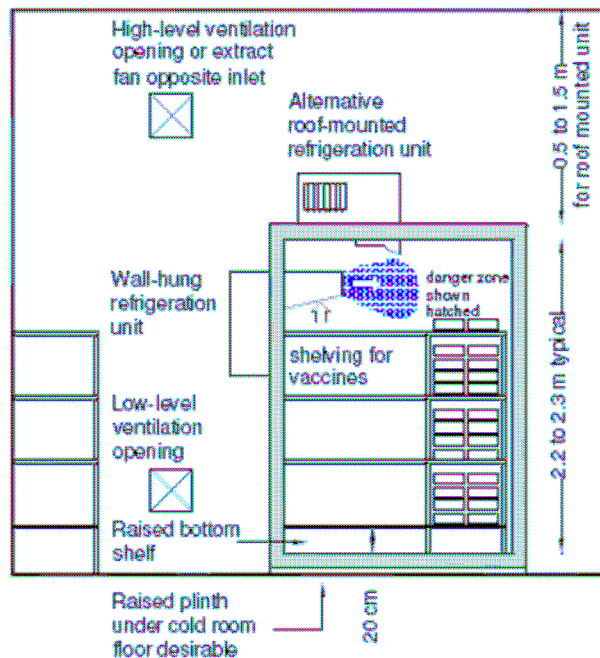 High-level ventilation
opening or extract
fan opposite inlet
Alternative
roof-mounted
refrigeration unit
0.5 to 1.5 m
for roof mounted unit
Wall-hung
refrigeration
unit
danger zone
shown
hatched
shelving for
vaccines
2.2 to 2.3 m typical
Low-level
ventilation
opening
Raised bottom
shelf
Raised plinth
under cold room
floor desirable
20 cm